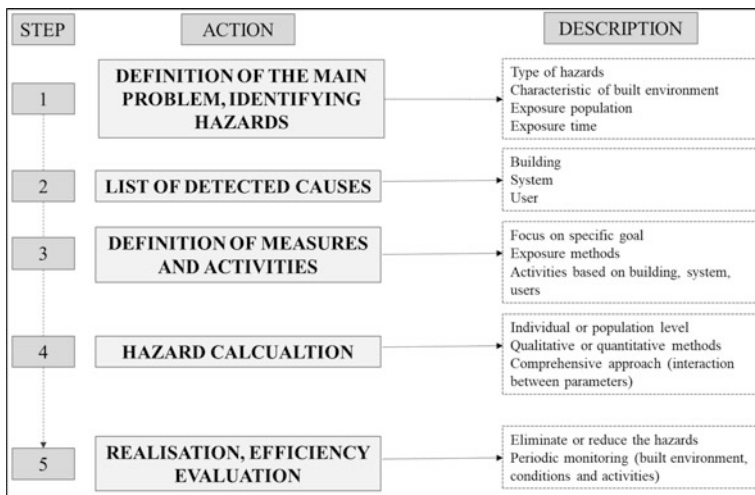 STEP
ACTION
DESCRIPTION
1
DEFINITION OF THE MAIN
PROBLEM, IDENTIFYING
HAZARDS
Type of hazards
Characteristic of built environment
Exposure population
Exposure time
2
LIST OF DETECTED CAUSES
Building
System
User
3
DEFINITION OF MEASURES
AND ACTIVITIES
Focus on specific goal
Exposure methods
Activities based on building, system,
users
4
HAZARD CALCUALTION
Individual or population level
Qualitative or quantitative methods
Comprehensive approach (interaction
between parameters)
5
REALISATION, EFFICIENCY
EVALUATION
Eliminate or reduce the hazards
Periodic monitoring (built environment,
conditions and activities)